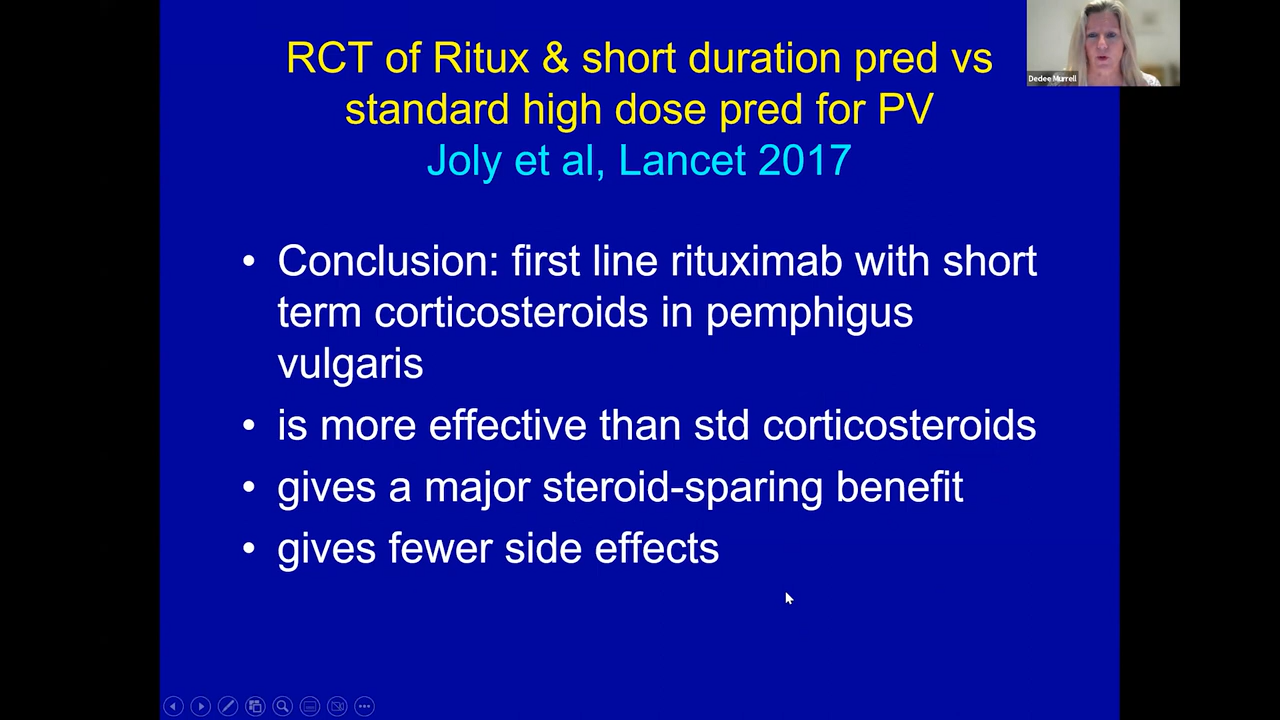 RCT of Ritux & short duration pred vs
standard high dose pred for PV
Joly et al, Lancet 2017
Dedee Murrell
• Conclusion: first line rituximab with short
term corticosteroids in pemphigus
vulgaris
• is more effective than std corticosteroids
• gives a major steroid-sparing benefit
• gives fewer side effects